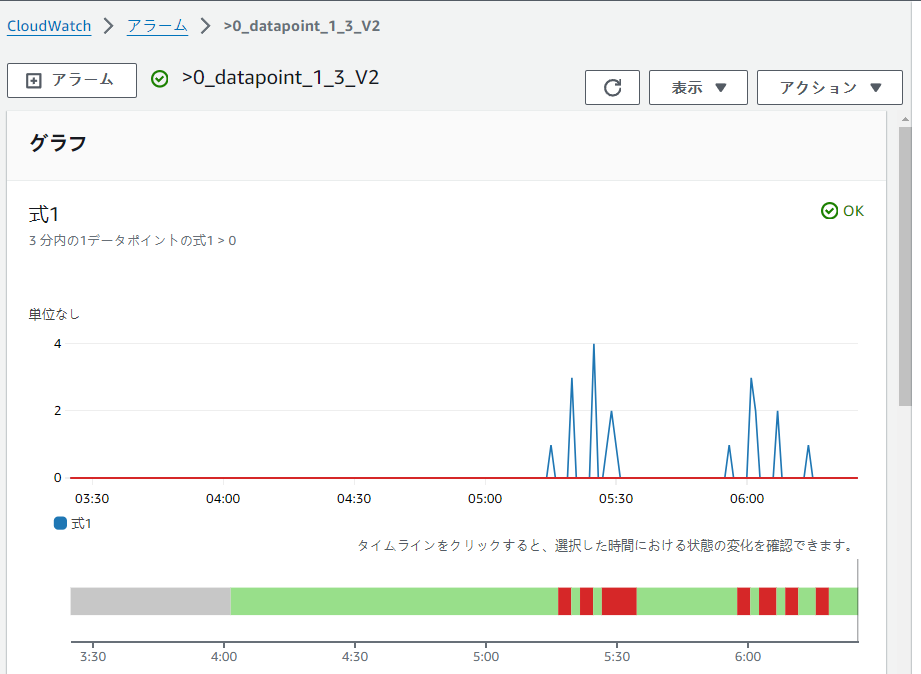 CloudWatch > アラーム > >0_datapoint_1_3_V2
アラーム >0_datapoint_1_3_V2 表示 アクション
グラフ
式1 OK
3 分内の1データポイントの式1 > 0
単位なし
4
2
0
03:30 04:00 04:30 05:00 05:30 06:00
式1
タイムラインをクリックすると、選択した時間における状態の変化を確認できます。
3:30 4:00 4:30 5:00 5:30 6:00